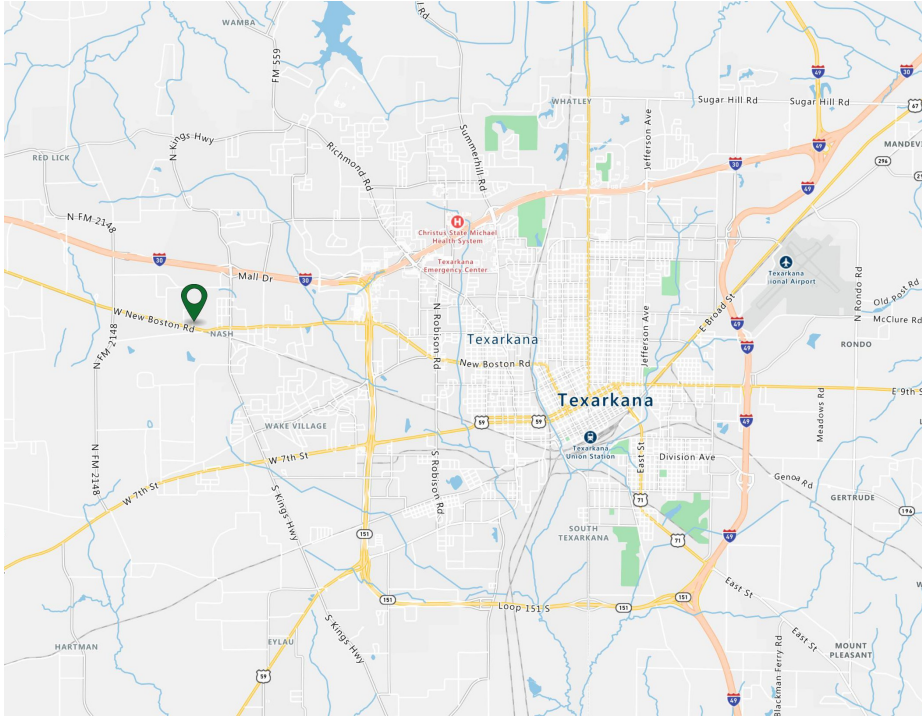 WAMBA
l Rd
FM 559
30
49
67
WHATLEY
Sugar Hill Rd
Sugar Hill Rd
N Kings Hwy
Richmond Rd
Summerhill Rd
Jefferson Ave
49
MANDEV
RED LICK
30
296
49
N FM 2148
H
Christus State Michael
Health System
Texarkana
Emergency Center
30
Mall Dr
30
Texarkana
ional Airport
N Rondo Rd
Old Post Rd
McClure Rd
W New Boston Rd
NASH
N FM 2148
N Robison Rd
Texarkana
Jefferson Ave
E Broad St
49
RONDO
New Boston Rd
Texarkana
E 9th S
59
59
WAKE VILLAGE
49
Meadows Rd
W 7th St
Texarkana
Union Station
East St
Division Ave
N FM 2148
S Robison Rd
Genoa Rd
W 7th St
S Kings Hwy
71
GERTRUDE
196
SOUTH
TEXARKANA
151
71
49
East St
151
Loop 151 S
151
151
HARTMAN
EYLAU
S Kings Hwy
East St
MOUNT
PLEASANT
59
Blackman Ferry Rd
49